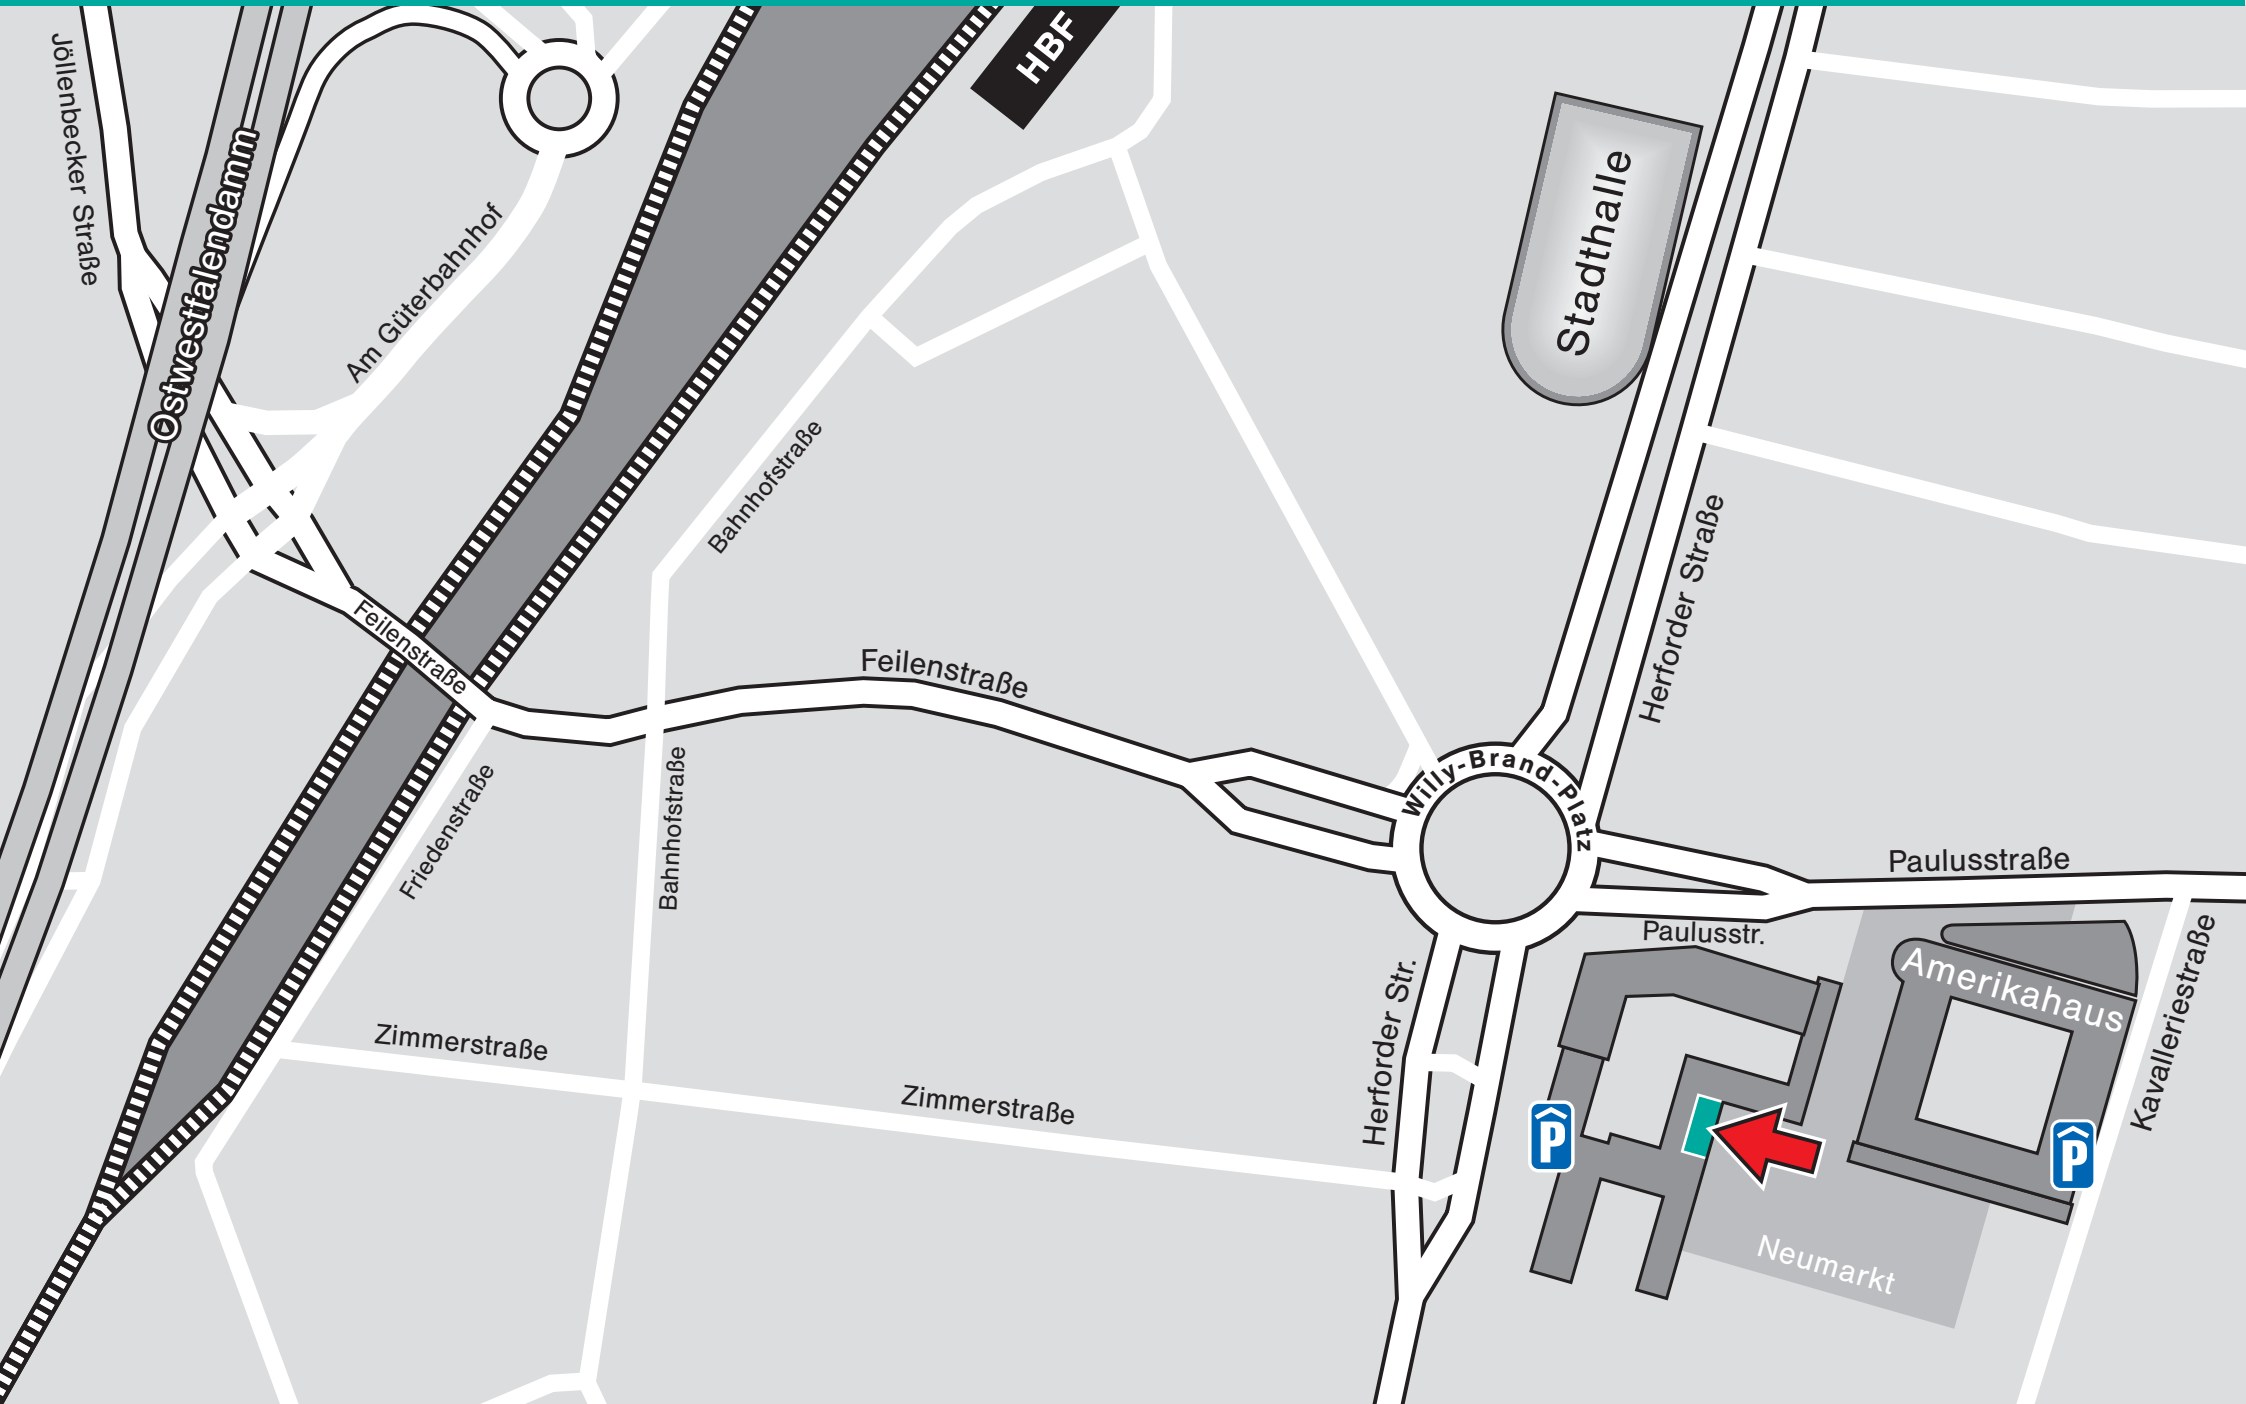 HBF
Jöllenbecker Straße
Ostwestfalendamm
Stadthalle
Am Güterbahnhof
Bahnhofstraße
Herforder Straße
Feilenstraße
Feilenstraße
Willy-Brand-Platz
Friedenstraße
Bahnhofstraße
Paulusstraße
Paulusstr.
Amerikahaus
Kavalleriestraße
Herforder Str.
Zimmerstraße
Zimmerstraße
P
P
Neumarkt